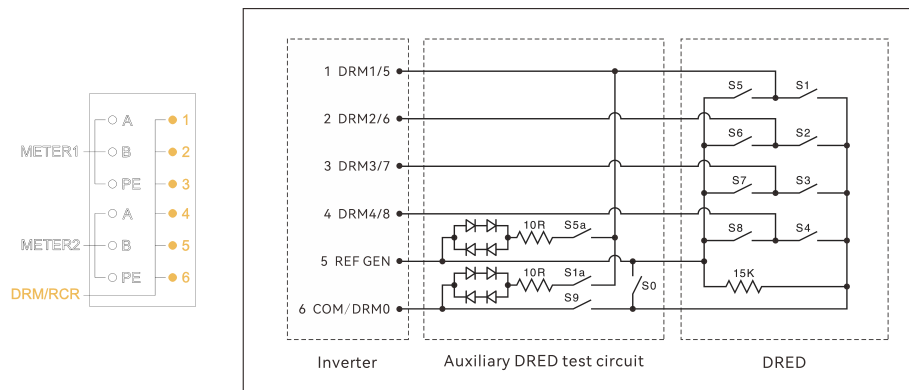 A 1
METER1 B 2
PE 3
A 4
METER2 B 5
PE 6
DRM/RCR
1 DRM1/5
S5 S1
2 DRM2/6
S6 S2
3 DRM3/7
S7 S3
4 DRM4/8
10R S5a
S8 S4
5 REF GEN
10R S1a
S0
15K
S9
6 COM/DRM0
Inverter
Auxiliary DRED test circuit
DRED